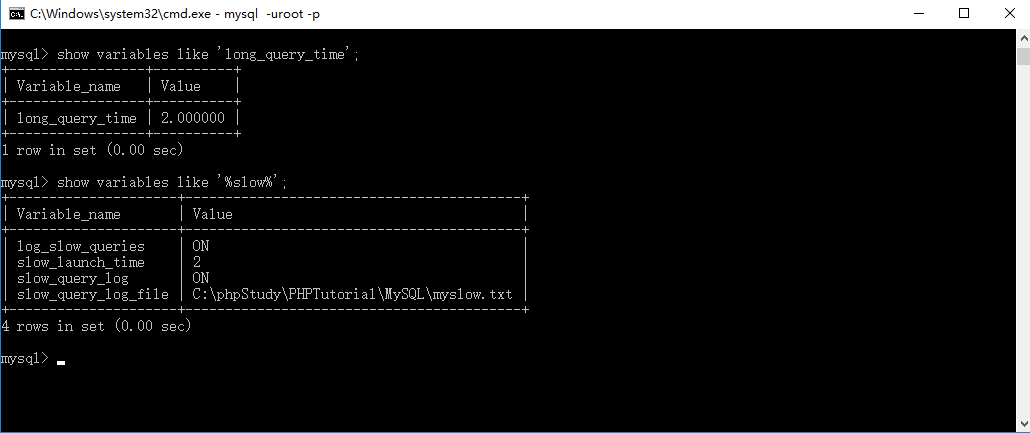 C:\Windows\system32\cmd.exe - mysql  -uroot -p
mysql> show variables like 'long_query_time';
+-----------------+----------+
| Variable_name   | Value    |
+-----------------+----------+
| long_query_time | 2.000000 |
+-----------------+----------+
1 row in set (0.00 sec)
mysql> show variables like '%slow%';
+---------------------+------------------------------------------+
| Variable_name       | Value                                    |
+---------------------+------------------------------------------+
| log_slow_queries    | ON                                       |
| slow_launch_time    | 2                                        |
| slow_query_log      | ON                                       |
| slow_query_log_file | C:\phpStudy\PHPTutorial\MySQL\myslow.txt |
+---------------------+------------------------------------------+
4 rows in set (0.00 sec)
mysql>